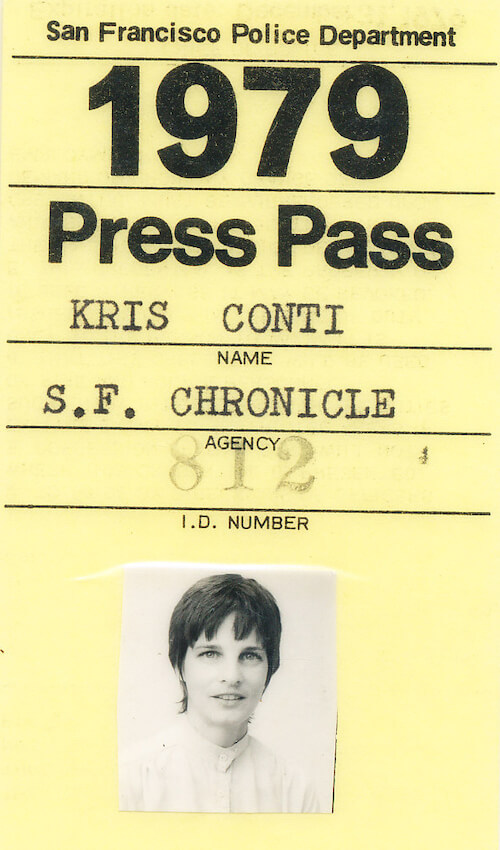 San Francisco Police Department
1979
Press Pass
KRIS CONTI
NAME
S.F. CHRONICLE
AGENCY
812
I.D. NUMBER